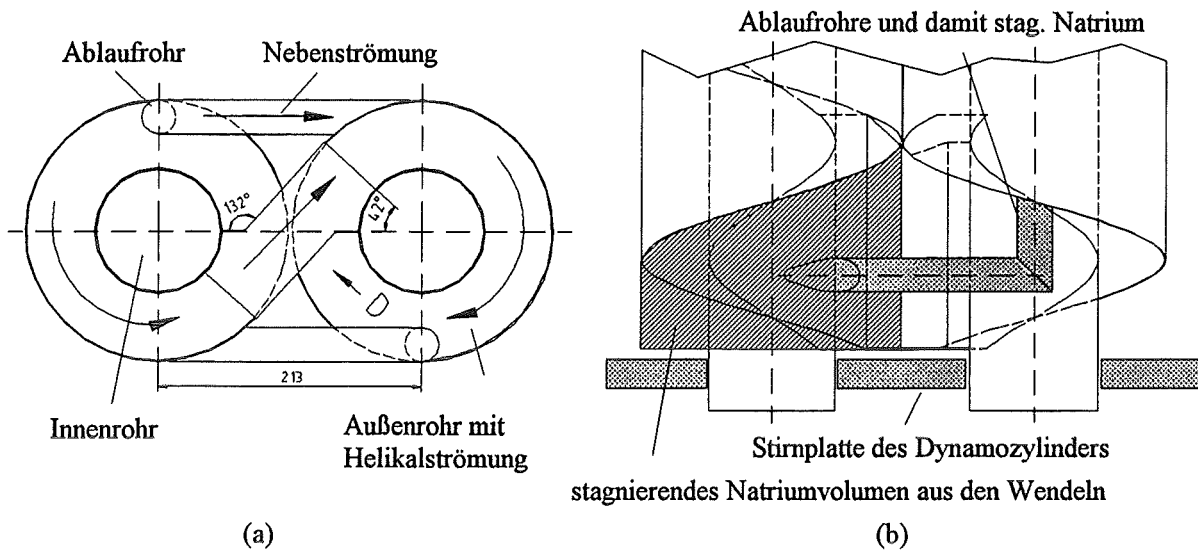 (a)
Ablaufrohr
Nebenströmung
132°
42°
D
213
Innenrohr
Außenrohr mit
Helikalströmung
(b)
Ablaufrohre und damit stag. Natrium
Stirnplatte des Dynamozylinders
stagnierendes Natriumvolumen aus den Wendeln
(a)
(b)